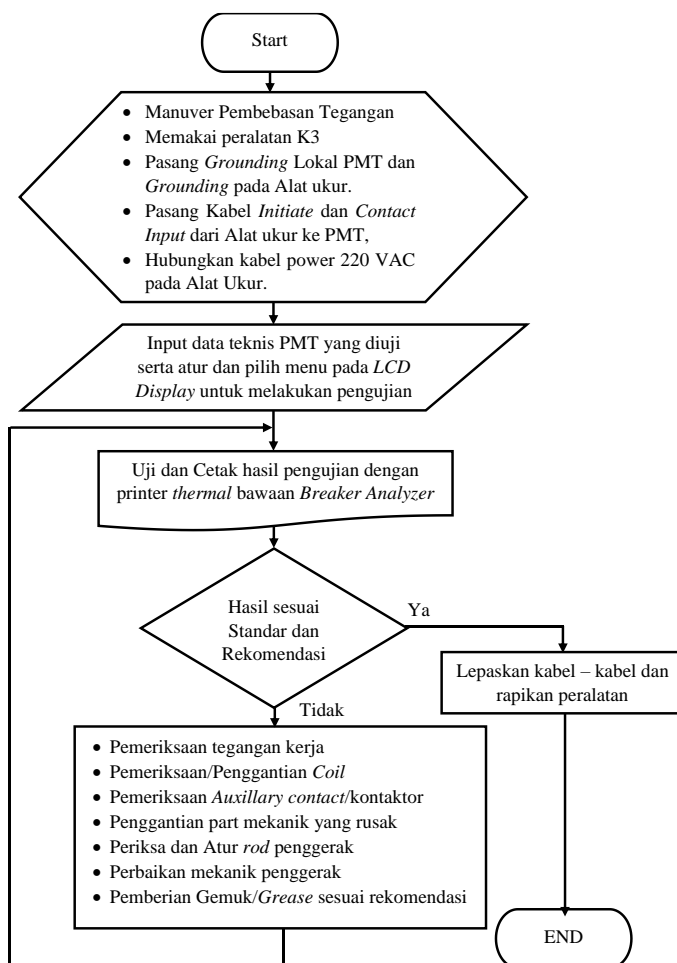 Start
• Manuver Pembebasan Tegangan
• Memakai peralatan K3
• Pasang Grounding Lokal PMT dan
Grounding pada Alat ukur.
• Pasang Kabel Initiate dan Contact
Input dari Alat ukur ke PMT,
• Hubungkan kabel power 220 VAC
pada Alat Ukur.
Input data teknis PMT yang diuji
serta atur dan pilih menu pada LCD
Display untuk melakukan pengujian
Uji dan Cetak hasil pengujian dengan
printer thermal bawaan Breaker Analyzer
Hasil sesuai
Standar dan
Rekomendasi
Ya
Lepaskan kabel – kabel dan
rapikan peralatan
Tidak
• Pemeriksaan tegangan kerja
• Pemeriksaan/Penggantian Coil
• Pemeriksaan Auxillary contact/kontaktor
• Penggantian part mekanik yang rusak
• Periksa dan Atur rod penggerak
• Perbaikan mekanik penggerak
• Pemberian Gemuk/Grease sesuai rekomendasi
END